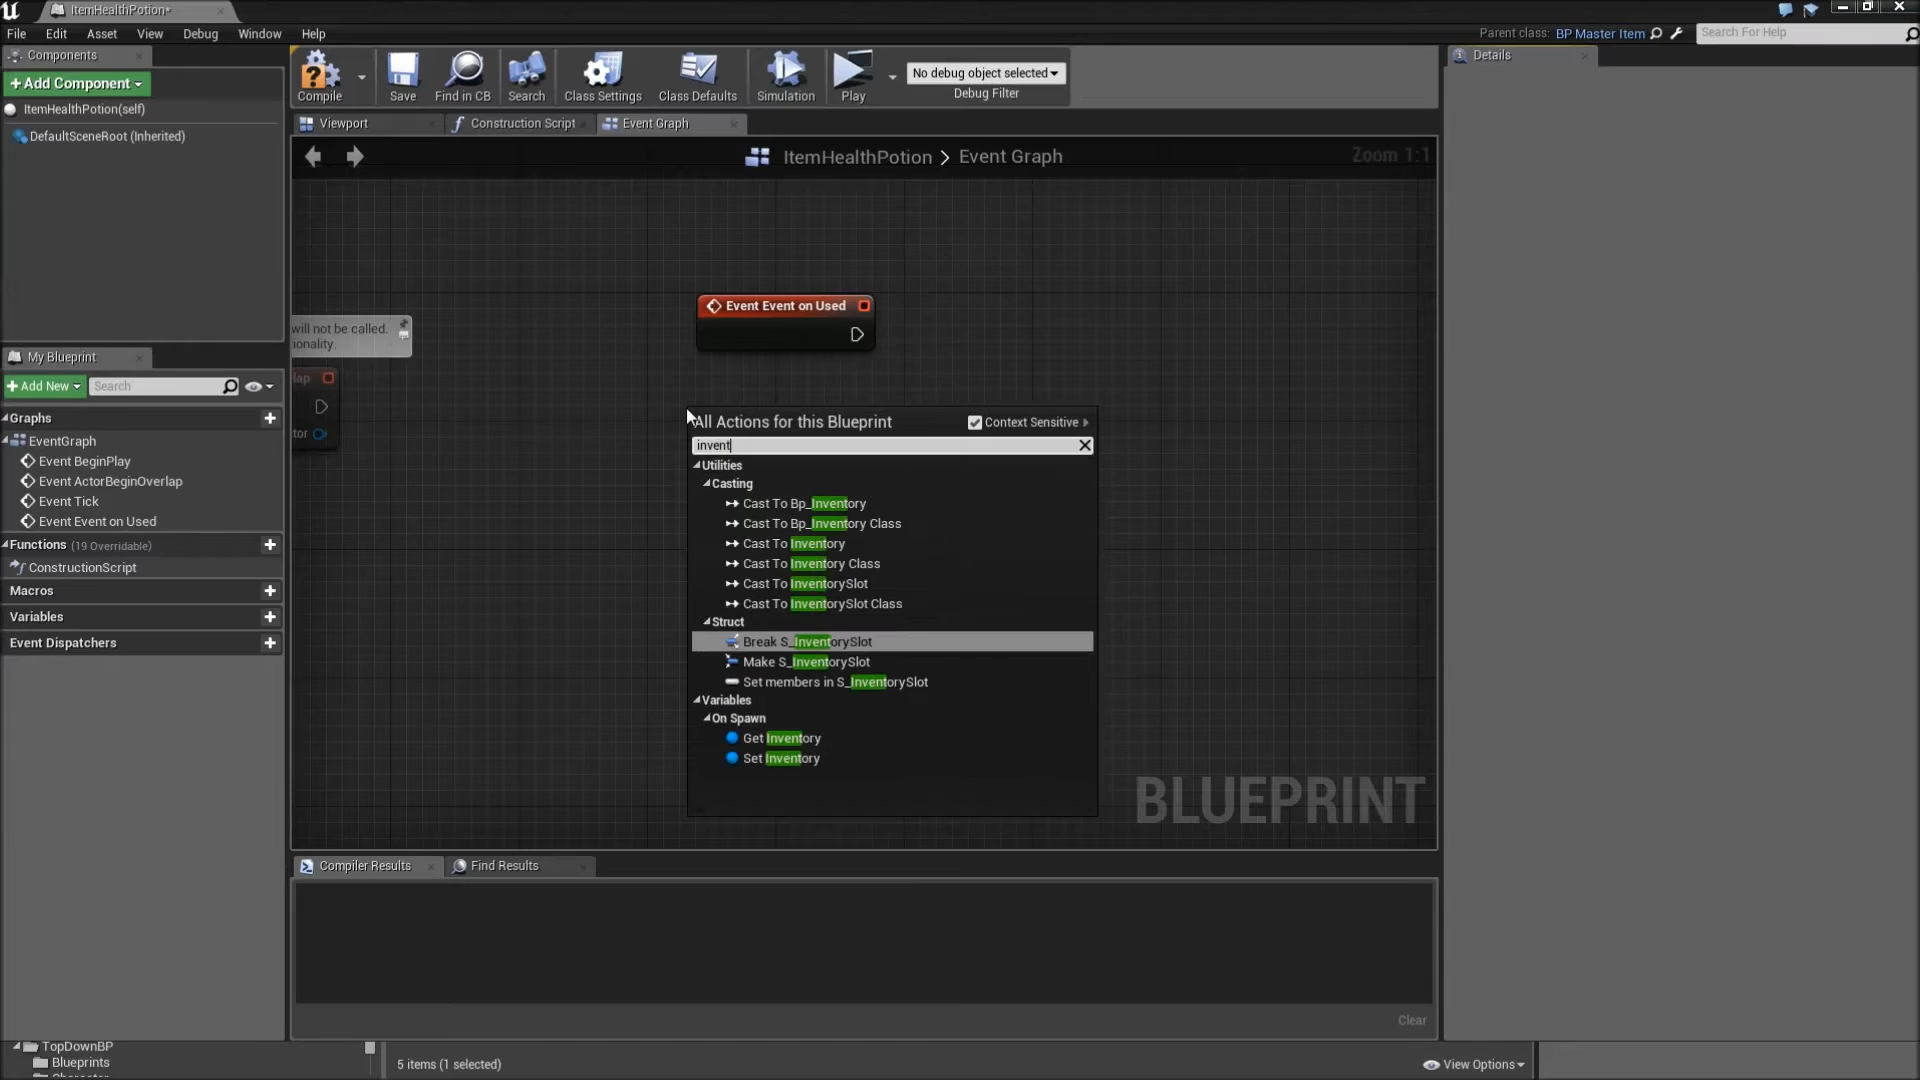 ItemHealthPotion*
File Edit Asset View Debug Window Help
Parent class: BP Master Item
Search For Help
Components
+Add Component
ItemHealthPotion(self)
DefaultSceneRoot (Inherited)
Compile Save Find in CB Search Class Settings Class Defaults Simulation Play
No debug object selected
Debug Filter
Details
Viewport
Construction Script
Event Graph
ItemHealthPotion > Event Graph
Zoom 1:1
will not be called.
ionality.
lap
tor
Event Event on Used
My Blueprint
+Add New
Search
Graphs
EventGraph
Event BeginPlay
Event ActorBeginOverlap
Event Tick
Event Event on Used
Functions (19 Overridable)
ConstructionScript
Macros
Variables
Event Dispatchers
All Actions for this Blueprint
Context Sensitive
invent
Utilities
Casting
Cast To Bp_Inventory
Cast To Bp_Inventory Class
Cast To Inventory
Cast To Inventory Class
Cast To InventorySlot
Cast To InventorySlot Class
Struct
Break S_InventorySlot
Make S_InventorySlot
Set members in S_InventorySlot
Variables
On Spawn
Get Inventory
Set Inventory
BLUEPRINT
Compiler Results
Find Results
Clear
TopDownBP
Blueprints
5 items (1 selected)
View Options